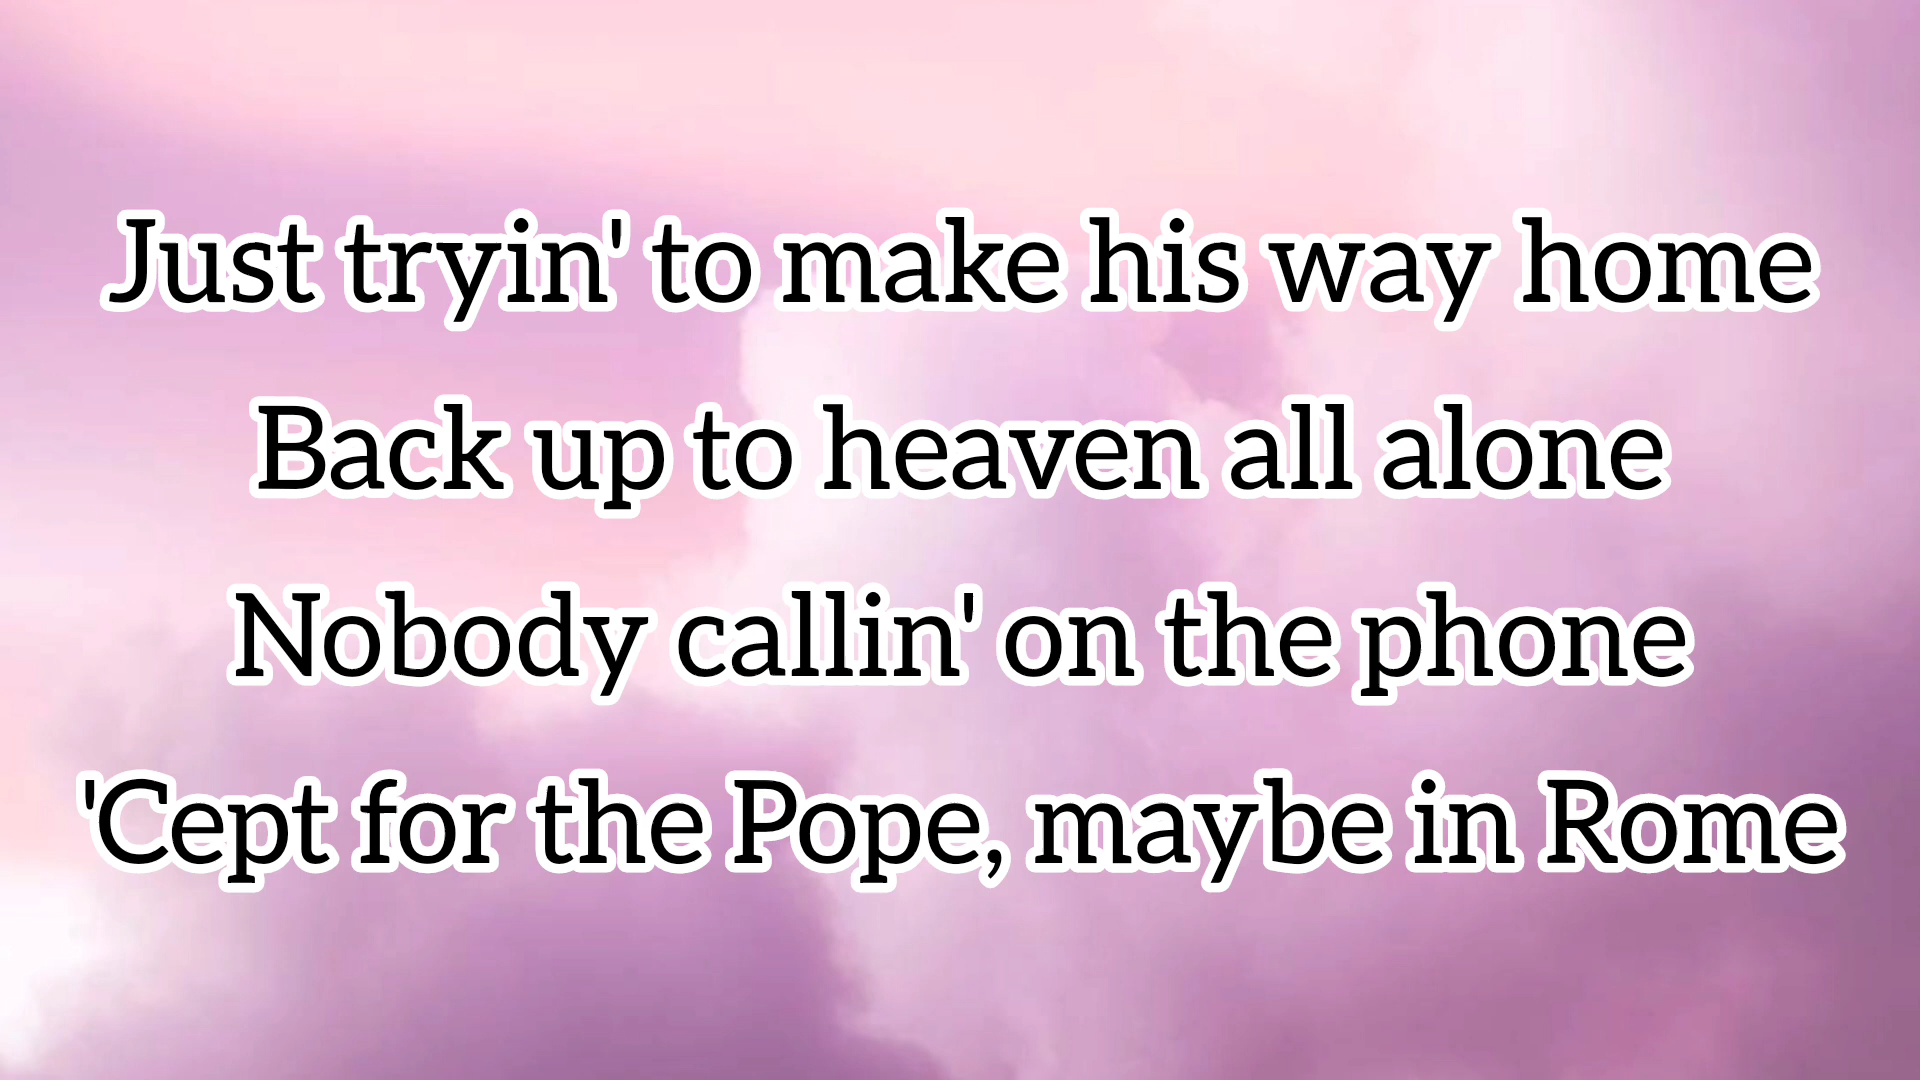 Just tryin' to make his way home
Back up to heaven all alone
Nobody callin' on the phone
'Cept for the Pope, maybe in Rome